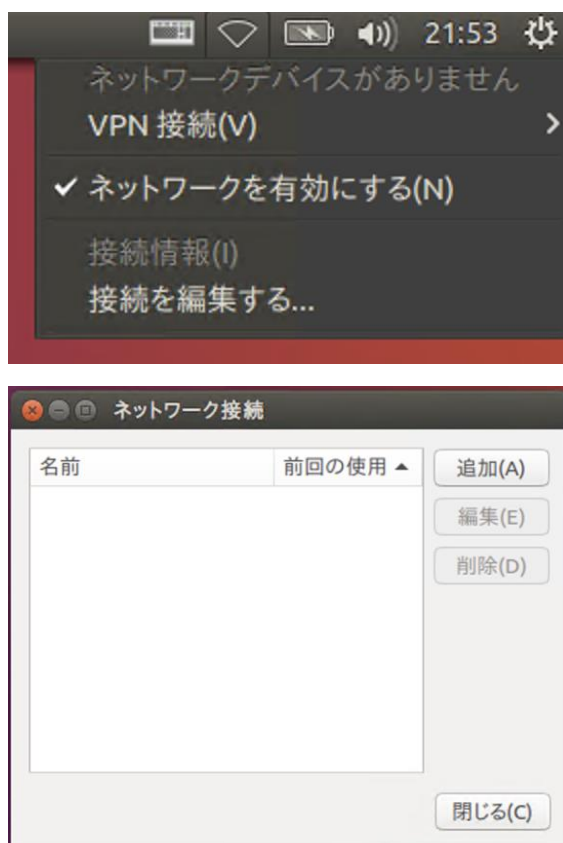 21:53
ネットワークデバイスがありません
VPN 接続(V)
ネットワークを有効にする(N)
接続情報(I)
接続を編集する...
ネットワーク接続
名前 前回の使用
追加(A)
編集(E)
削除(D)
閉じる(C)